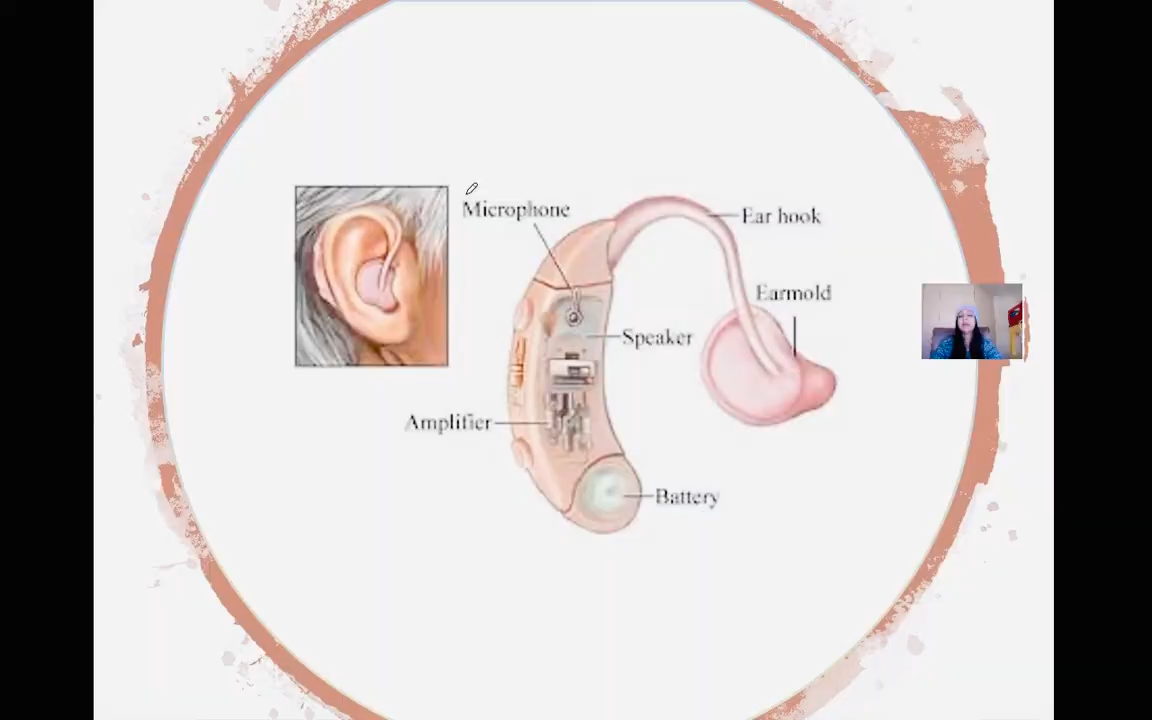 Microphone
Ear hook
Earmold
Speaker
Amplifier
Battery